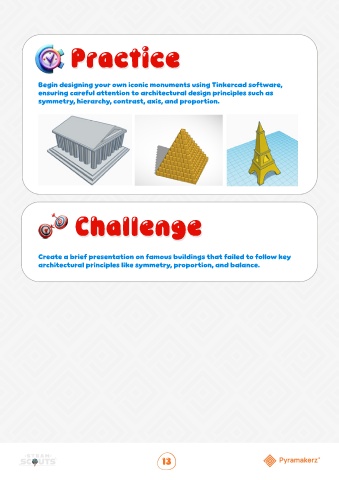 Practice
Begin designing your own iconic monuments using Tinkercad software,
ensuring careful attention to architectural design principles such as
symmetry, hierarchy, contrast, axis, and proportion.
Challenge
Create a brief presentation on famous buildings that failed to follow key
architectural principles like symmetry, proportion, and balance.
STEAM
SCOUTS
13
Pyramakerz